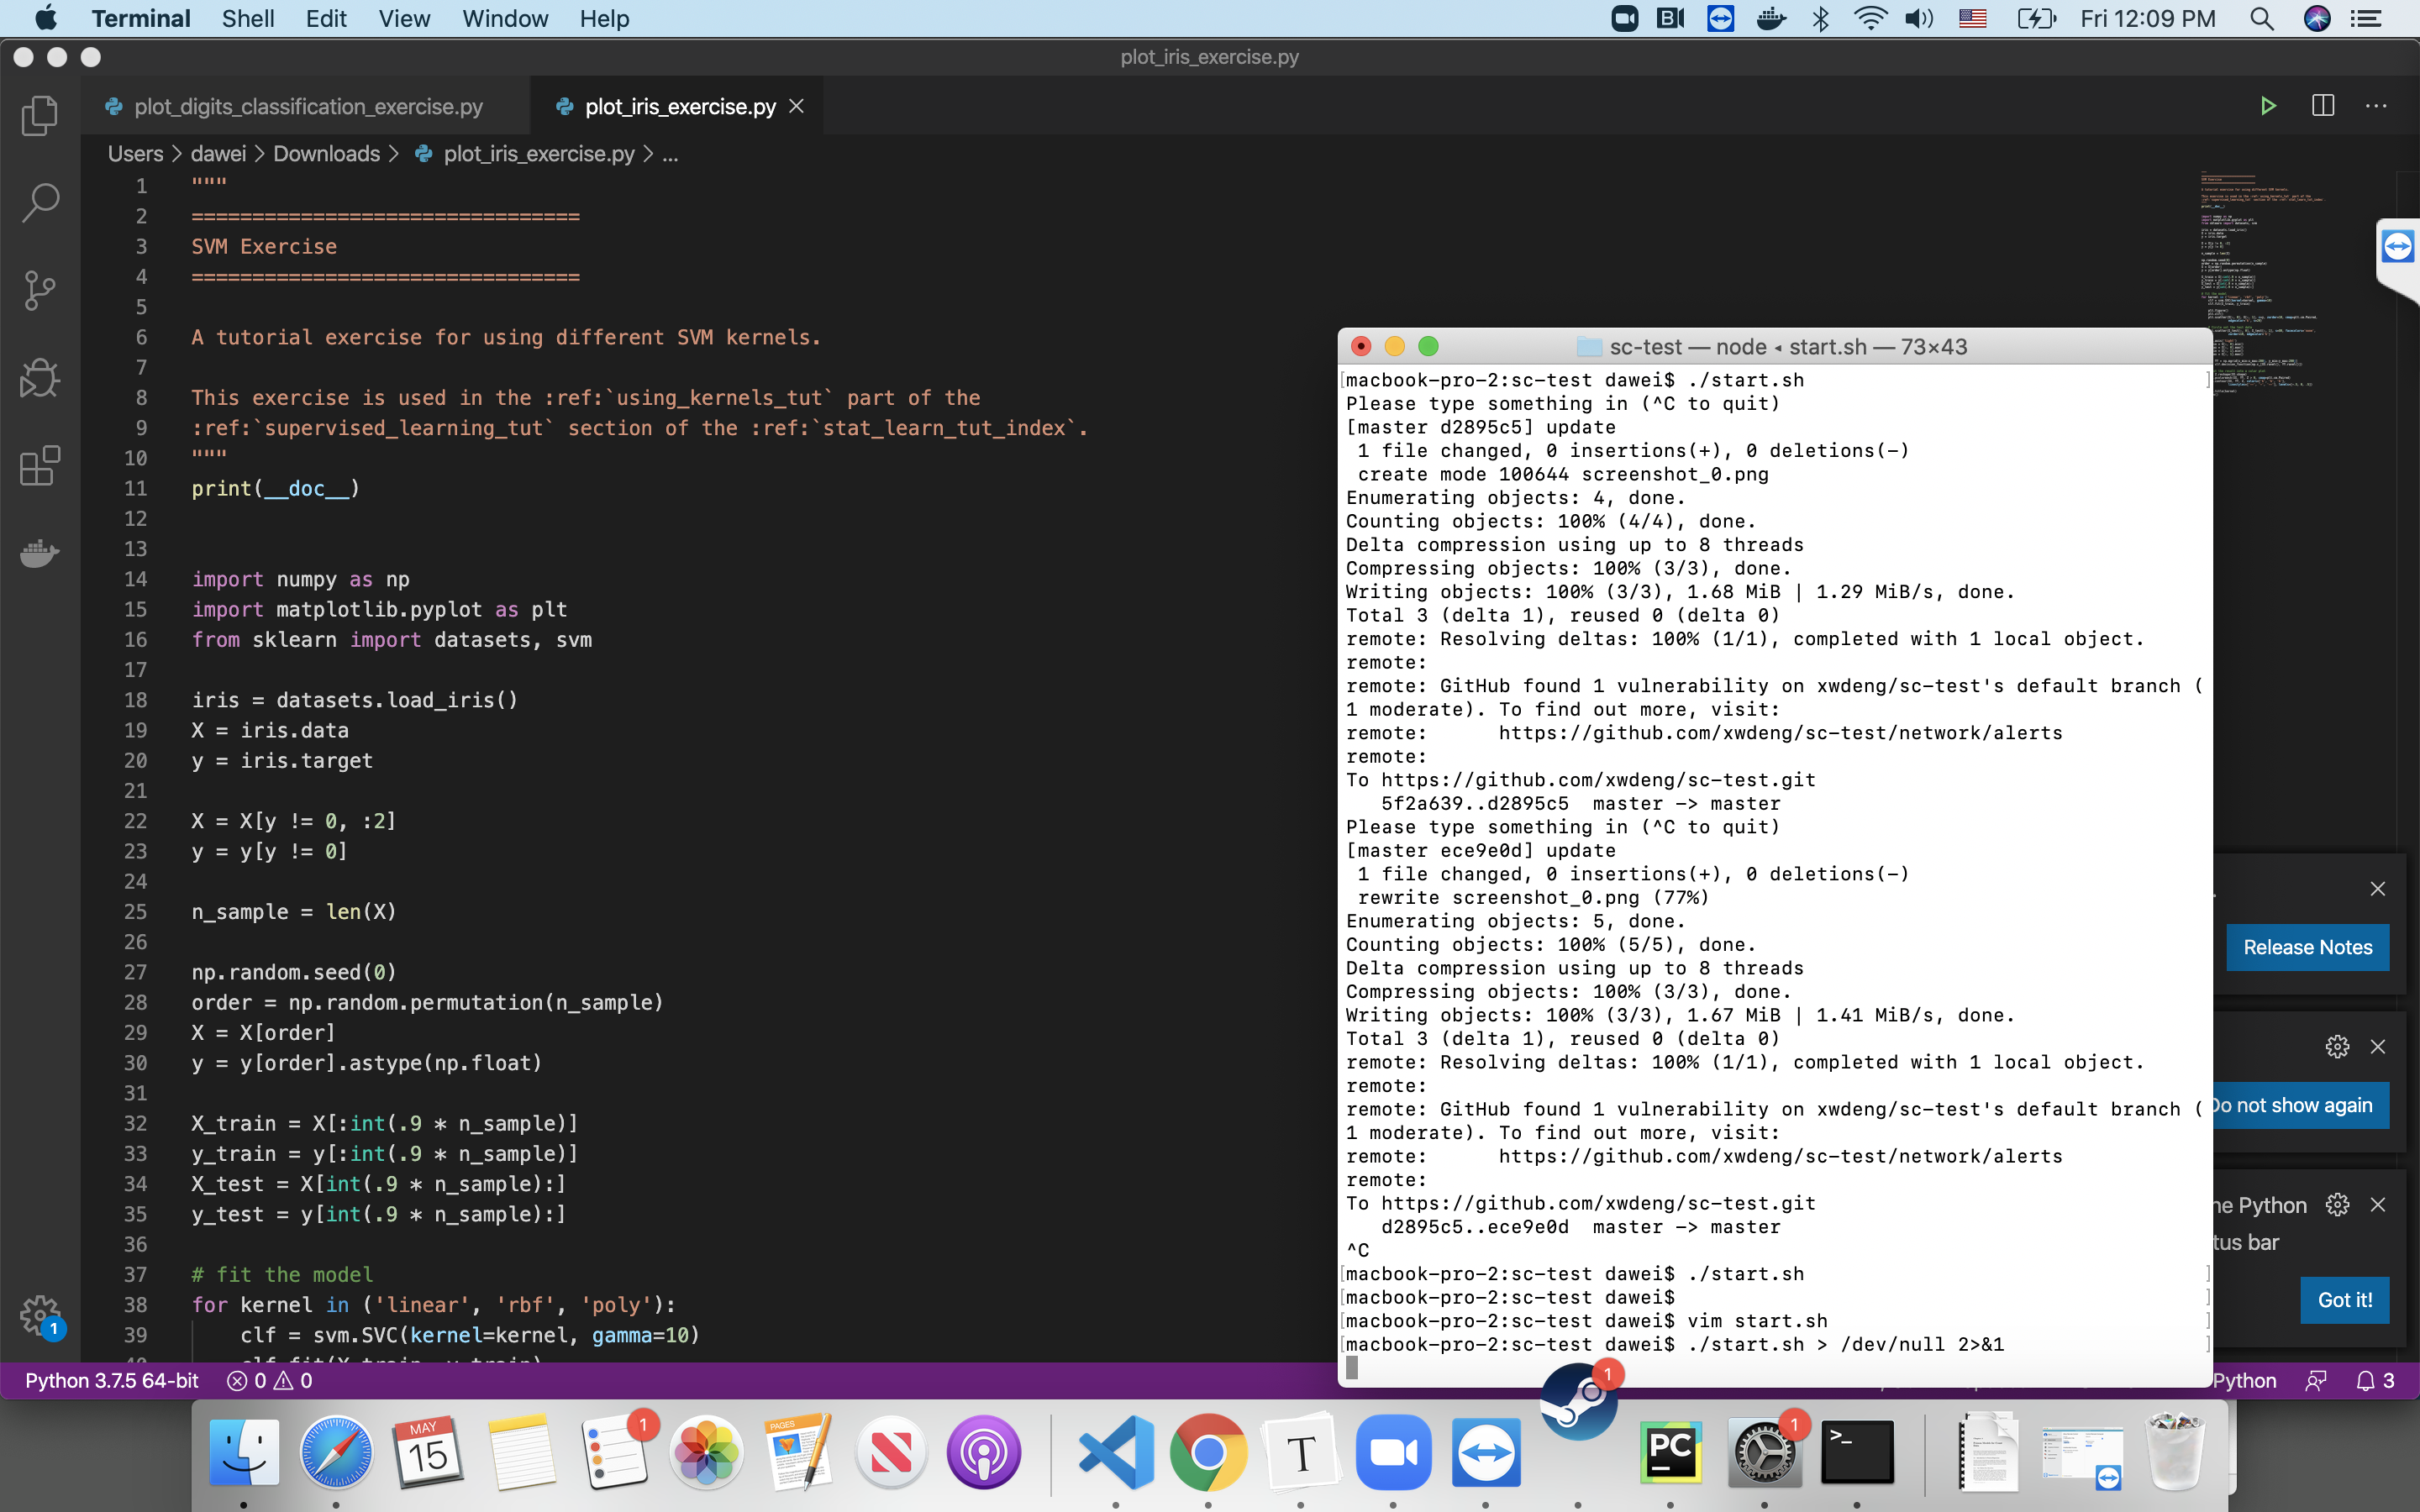 Terminal Shell Edit View Window Help Fri 12:09 PM
plot_iris_exercise.py
plot_digits_classification_exercise.py plot_iris_exercise.py
Users > dawei > Downloads > plot_iris_exercise.py > ...
1 """
2 ================================
3 SVM Exercise
4 ================================
5
6 A tutorial exercise for using different SVM kernels.
7
8 This exercise is used in the :ref:`using_kernels_tut` part of the
9 :ref:`supervised_learning_tut` section of the :ref:`stat_learn_tut_index`.
10 """
11 print(__doc__)
12
13
14 import numpy as np
15 import matplotlib.pyplot as plt
16 from sklearn import datasets, svm
17
18 iris = datasets.load_iris()
19 X = iris.data
20 y = iris.target
21
22 X = X[y != 0, :2]
23 y = y[y != 0]
24
25 n_sample = len(X)
26
27 np.random.seed(0)
28 order = np.random.permutation(n_sample)
29 X = X[order]
30 y = y[order].astype(np.float)
31
32 X_train = X[:int(.9 * n_sample)]
33 y_train = y[:int(.9 * n_sample)]
34 X_test = X[int(.9 * n_sample):]
35 y_test = y[int(.9 * n_sample):]
36
37 # fit the model
38 for kernel in ('linear', 'rbf', 'poly'):
39 clf = svm.SVC(kernel=kernel, gamma=10)
sc-test — node ◂ start.sh — 73×43
[macbook-pro-2:sc-test dawei$ ./start.sh ]
Please type something in (^C to quit)
[master d2895c5] update
1 file changed, 0 insertions(+), 0 deletions(-)
create mode 100644 screenshot_0.png
Enumerating objects: 4, done.
Counting objects: 100% (4/4), done.
Delta compression using up to 8 threads
Compressing objects: 100% (3/3), done.
Writing objects: 100% (3/3), 1.68 MiB | 1.29 MiB/s, done.
Total 3 (delta 1), reused 0 (delta 0)
remote: Resolving deltas: 100% (1/1), completed with 1 local object.
remote:
remote: GitHub found 1 vulnerability on xwdeng/sc-test's default branch (
1 moderate). To find out more, visit:
remote: https://github.com/xwdeng/sc-test/network/alerts
remote:
To https://github.com/xwdeng/sc-test.git
5f2a639..d2895c5 master -> master
Please type something in (^C to quit)
[master ece9e0d] update
1 file changed, 0 insertions(+), 0 deletions(-)
rewrite screenshot_0.png (77%)
Enumerating objects: 5, done.
Counting objects: 100% (5/5), done.
Delta compression using up to 8 threads
Compressing objects: 100% (3/3), done.
Writing objects: 100% (3/3), 1.67 MiB | 1.41 MiB/s, done.
Total 3 (delta 1), reused 0 (delta 0)
remote: Resolving deltas: 100% (1/1), completed with 1 local object.
remote:
remote: GitHub found 1 vulnerability on xwdeng/sc-test's default branch (
1 moderate). To find out more, visit:
remote: https://github.com/xwdeng/sc-test/network/alerts
remote:
To https://github.com/xwdeng/sc-test.git
d2895c5..ece9e0d master -> master
^C
[macbook-pro-2:sc-test dawei$ ./start.sh ]
[macbook-pro-2:sc-test dawei$ ]
[macbook-pro-2:sc-test dawei$ vim start.sh ]
[macbook-pro-2:sc-test dawei$ ./start.sh > /dev/null 2>&1 ]
Release Notes
Do not show again
he Python
tus bar
Got it!
1
Python 3.7.5 64-bit 0 0 Python 3
MAY
15
1
PAGES
T
1
PC
1
>_